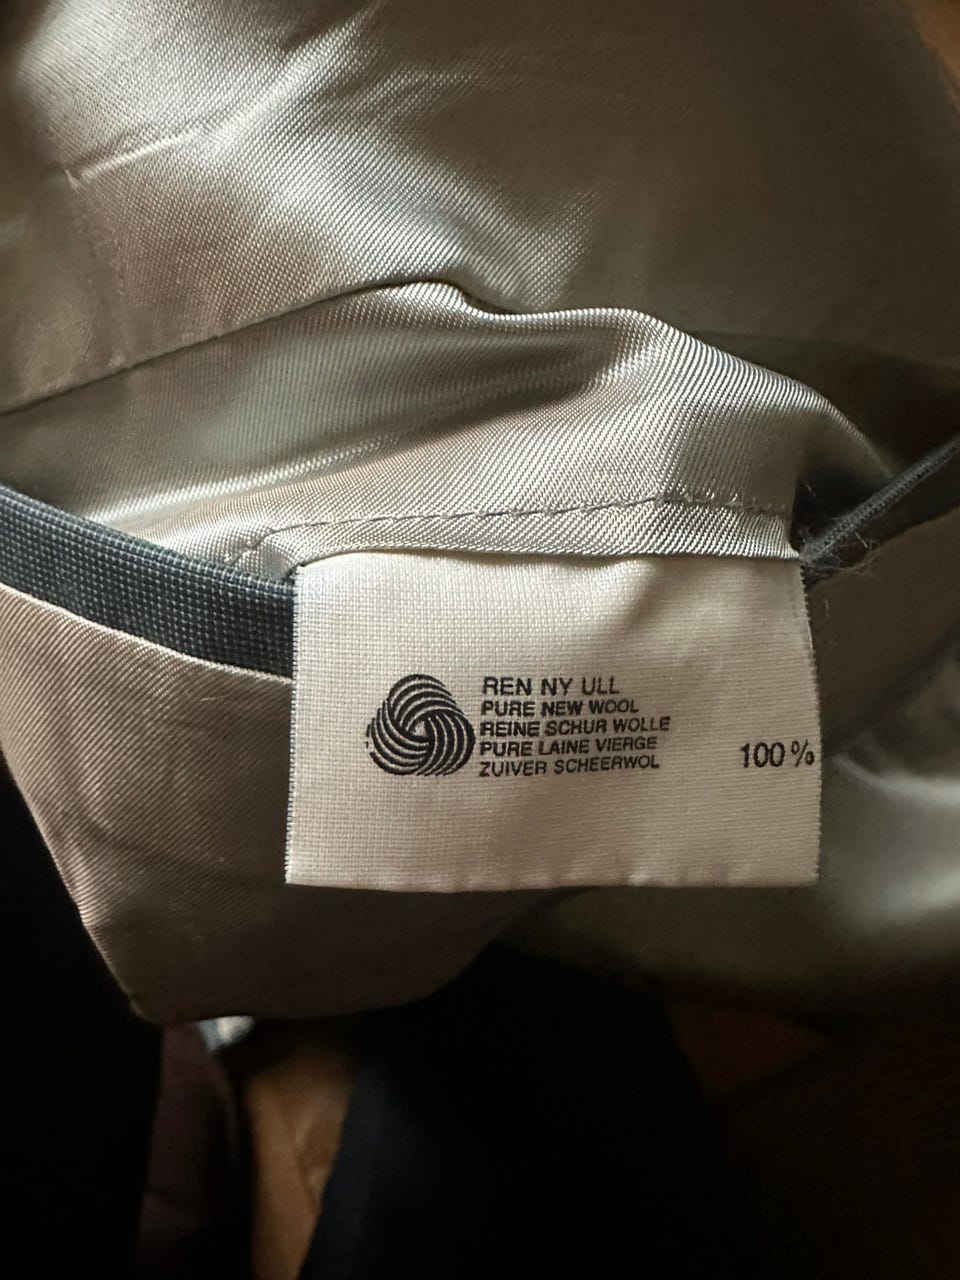 REN NY ULL
PURE NEW WOOL
REINE SCHUR WOLLE
PURE LAINE VIERGE
ZUIVER SCHEERWOL
100%